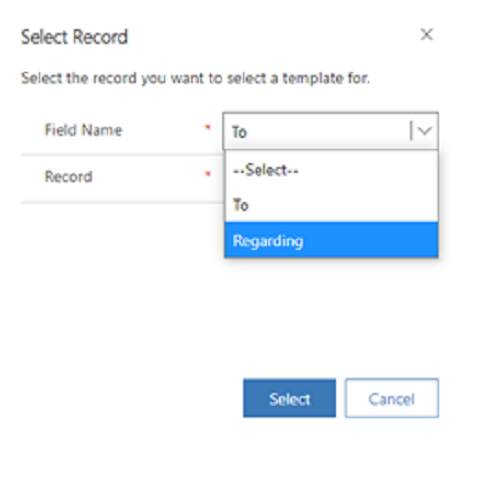 Select Record
Select the record you want to select a template for.
Field Name * To
--Select--
Record *
To
Regarding
Select Cancel